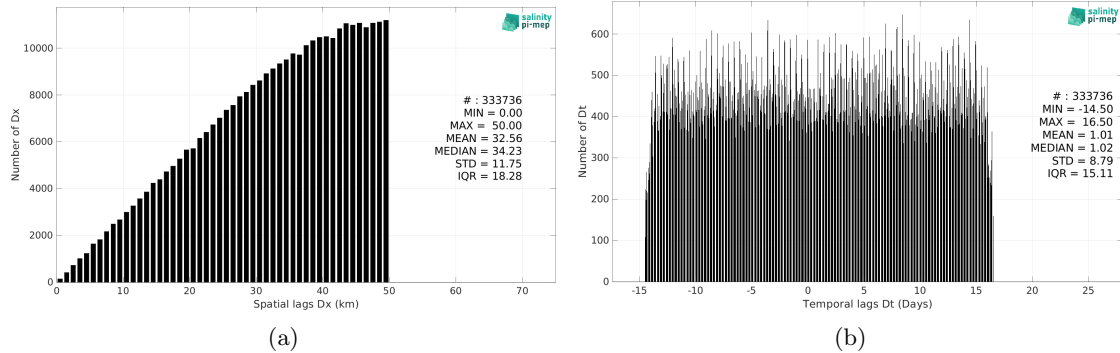 salinity
pi-mep
10000
8000
6000
4000
2000
0
Number of Dx
# : 333736
MIN = 0.00
MAX = 50.00
MEAN = 32.56
MEDIAN = 34.23
STD = 11.75
IQR = 18.28
0 10 20 30 40 50 60 70
Spatial lags Dx (km)
(a)
salinity
pi-mep
600
500
400
300
200
100
0
Number of Dt
# : 333736
MIN = -14.50
MAX = 16.50
MEAN = 1.01
MEDIAN = 1.02
STD = 8.79
IQR = 15.11
-15 -10 -5 0 5 10 15 20 25
Temporal lags Dt (Days)
(b)